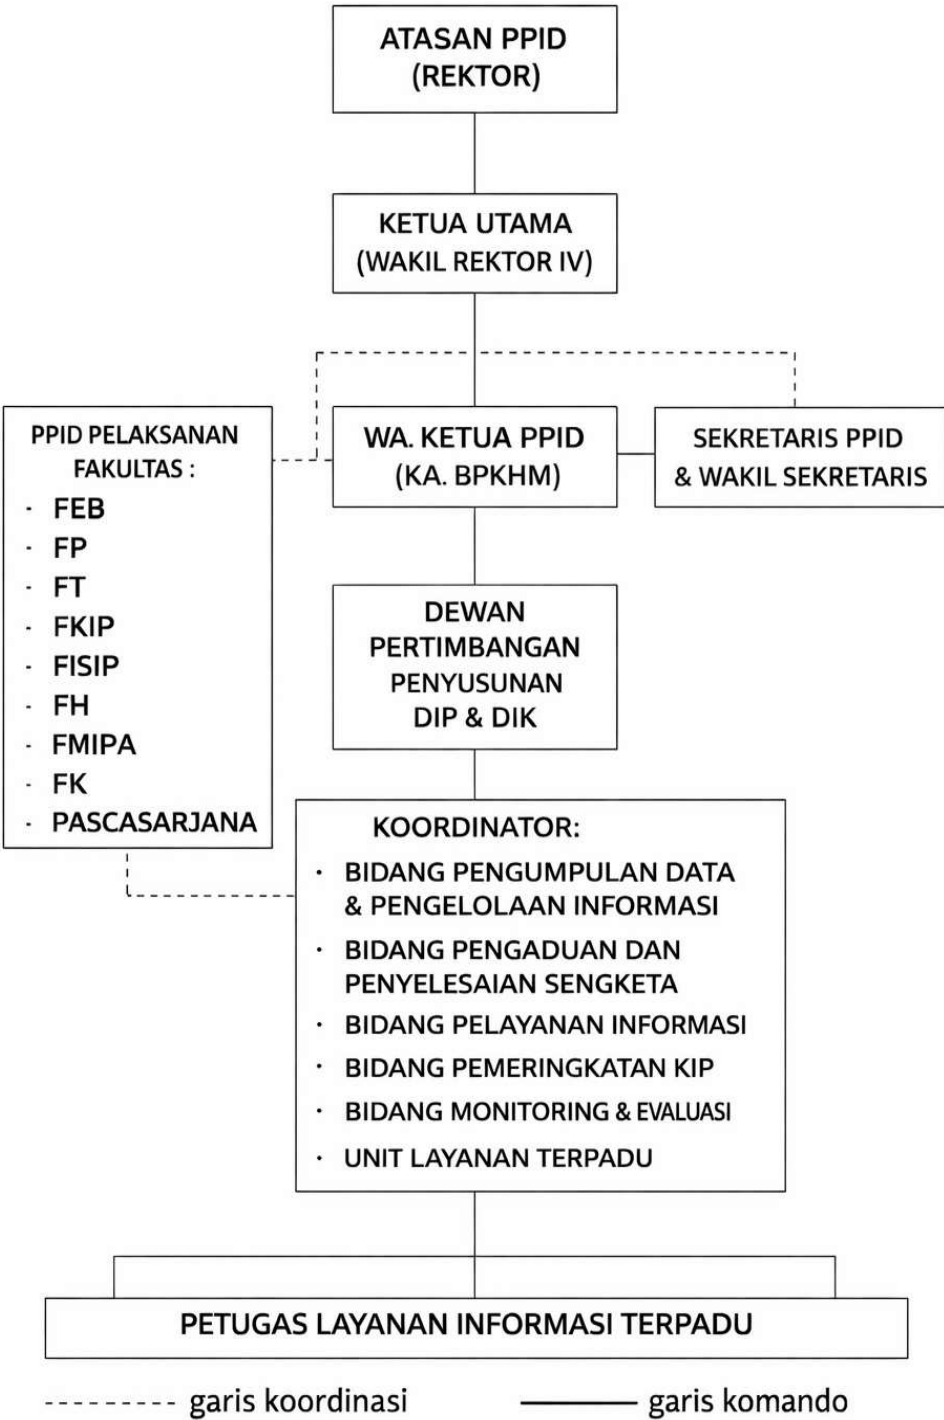 ATASAN PPID
(REKTOR)
KETUA UTAMA
(WAKIL REKTOR IV)
PPID PELAKSANAN
FAKULTAS :
- FEB
- FP
- FT
- FKIP
- FISIP
- FH
- FMIPA
- FK
- PASCASARJANA
WA. KETUA PPID
(KA. BPKHM)
SEKRETARIS PPID
& WAKIL SEKRETARIS
DEWAN
PERTIMBANGAN
PENYUSUNAN
DIP & DIK
KOORDINATOR:
· BIDANG PENGUMPULAN DATA
& PENGELOLAAN INFORMASI
· BIDANG PENGADUAN DAN
PENYELESAIAN SENGKETA
· BIDANG PELAYANAN INFORMASI
· BIDANG PEMERINGKATAN KIP
· BIDANG MONITORING & EVALUASI
· UNIT LAYANAN TERPADU
PETUGAS LAYANAN INFORMASI TERPADU
garis koordinasi
garis komando